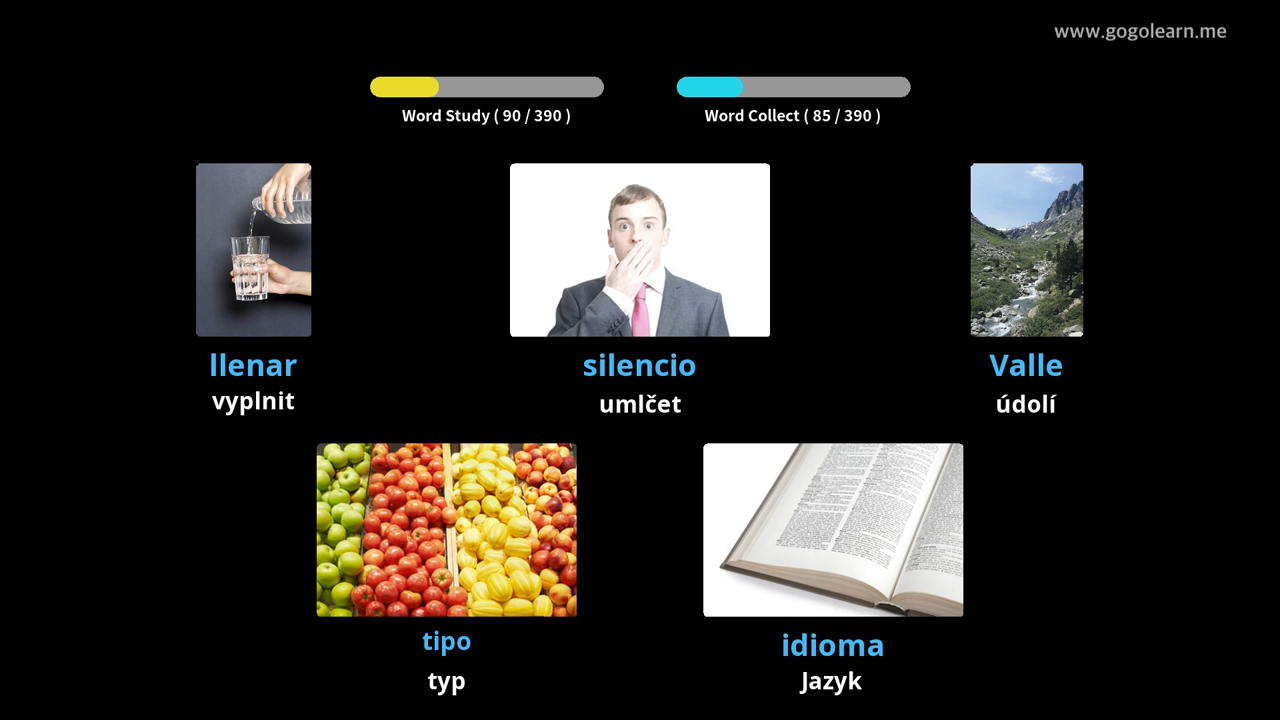 www.gogolearn.me
Word Study ( 90 / 390 )
Word Collect ( 85 / 390 )
llenar
vyplnit
silencio
umlčet
Valle
údolí
tipo
typ
idioma
Jazyk